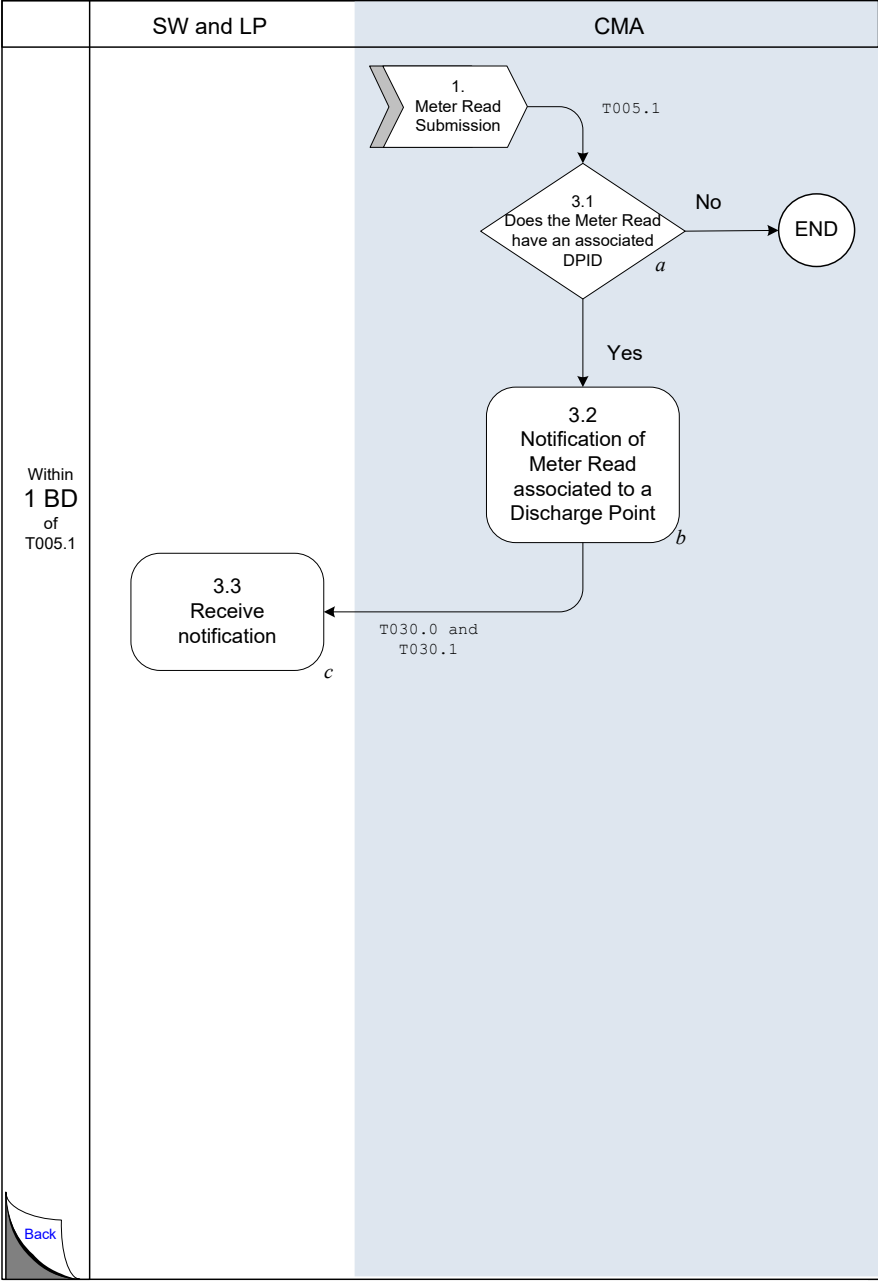 SW and LP
CMA
1.
Meter Read
Submission
T005.1
3.1
Does the Meter Read
have an associated
DPID
a
No
END
Yes
3.2
Notification of
Meter Read
associated to a
Discharge Point
b
Within
1 BD
of
T005.1
3.3
Receive
notification
c
T030.0 and
T030.1
Back